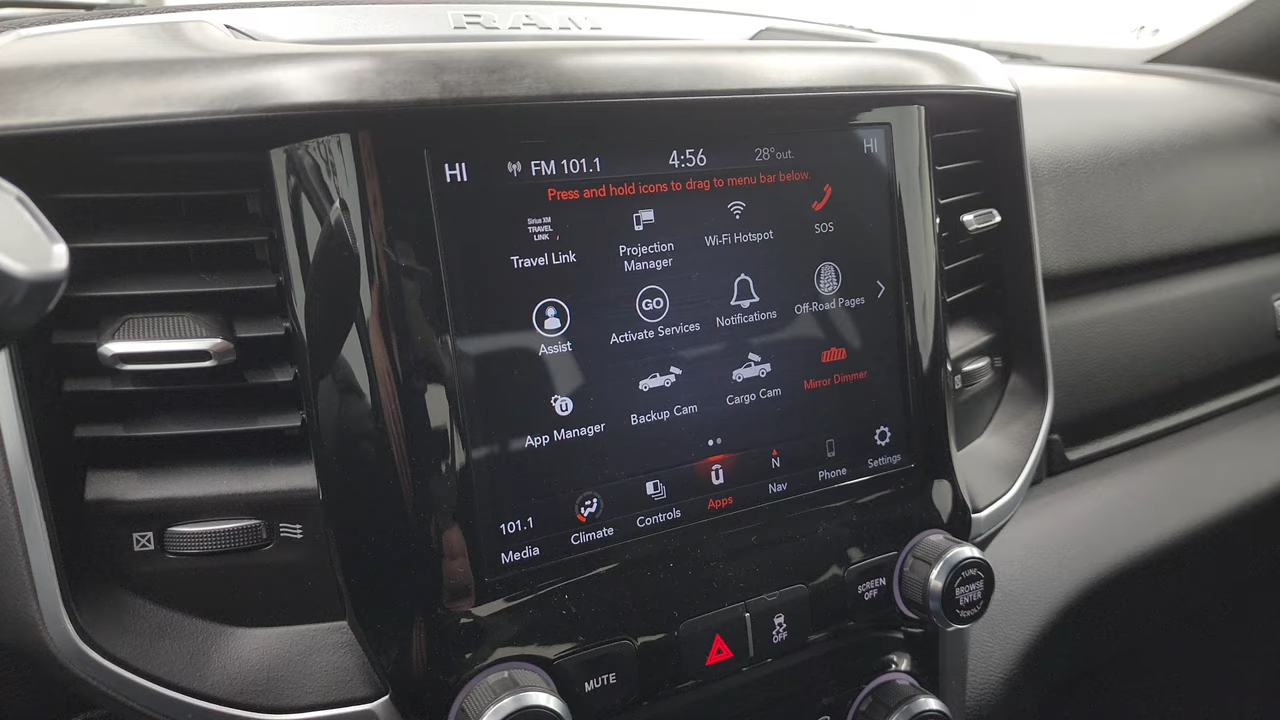 RAM
HI
FM 101.1
4:56
28°out.
HI
Press and hold icons to drag to menu bar below.
Sirius XM
TRAVEL
LINK
Travel Link
Projection
Manager
Wi-Fi Hotspot
SOS
Assist
GO
Activate Services
Notifications
Off-Road Pages
App Manager
Backup Cam
Cargo Cam
Mirror Dimmer
101.1
Media
Climate
Controls
Apps
N
Nav
Phone
Settings
MUTE
OFF
SCREEN
OFF
TUNE
BROWSE
ENTER
SCROLL